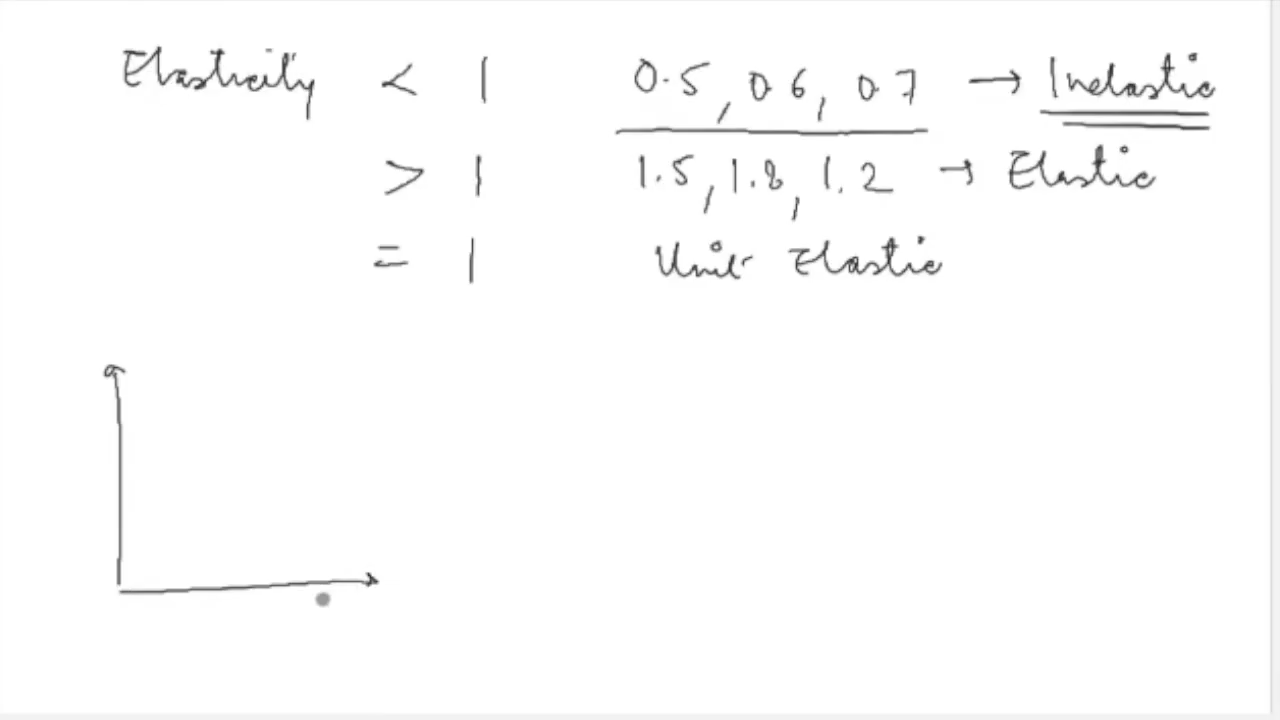 Elasticity < 1 0.5, 0.6, 0.7 → Inelastic
> 1 1.5, 1.8, 1.2 → Elastic
= 1 Unit Elastic